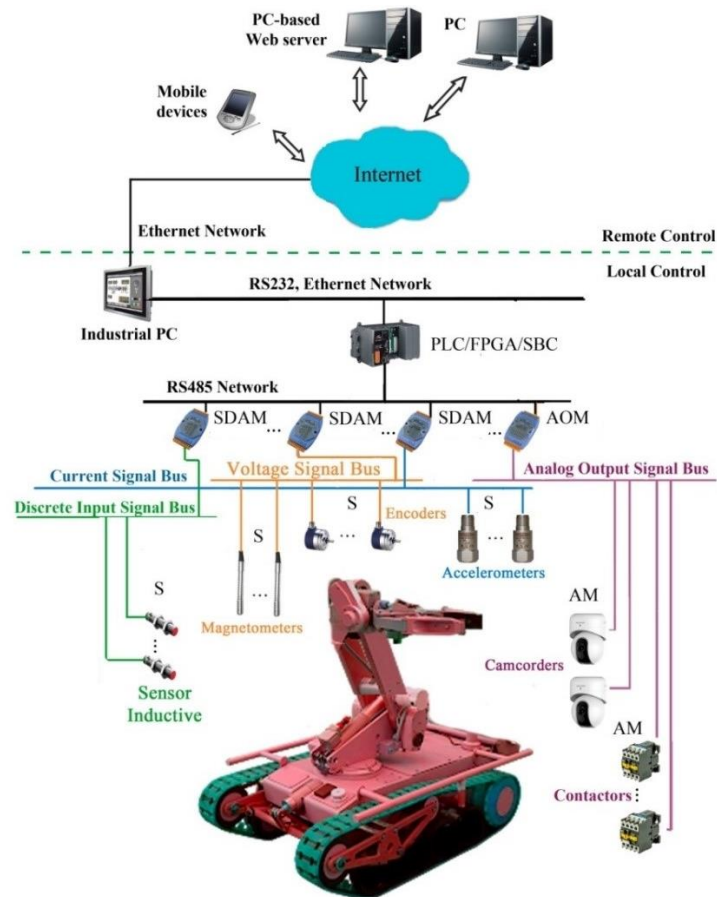 PC-based
Web server
PC
Mobile
devices
Internet
Ethernet Network
Remote Control
Local Control
RS232, Ethernet Network
Industrial PC
PLC/FPGA/SBC
RS485 Network
SDAM
...
SDAM
...
SDAM
...
AOM
Current Signal Bus
Voltage Signal Bus
Analog Output Signal Bus
Discrete Input Signal Bus
S
Encoders
S
S
...
...
...
Accelerometers
Magnetometers
S
AM
Camcorders
Sensor
Inductive
AM
Contactors